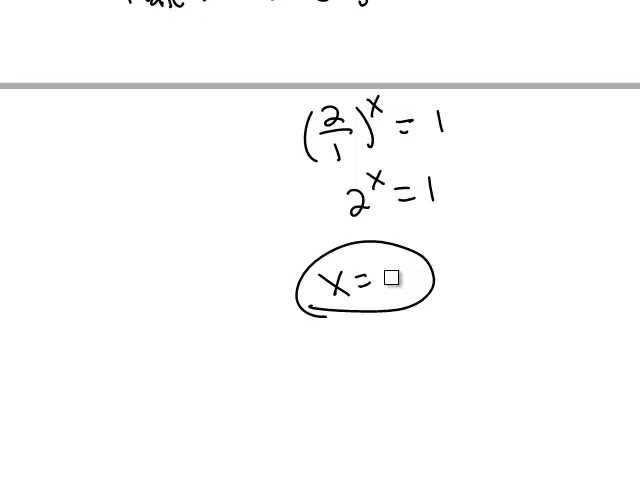 (2/1)^x = 1
2^x = 1
x = □